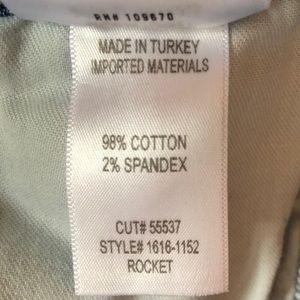 RN# 109670
MADE IN TURKEY
IMPORTED MATERIALS
98% COTTON
2% SPANDEX
CUT# 55537
STYLE# 1616-1152
ROCKET